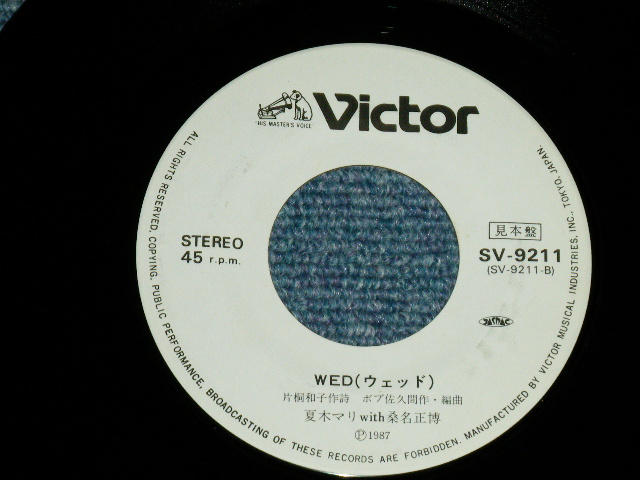 Victor
"HIS MASTER'S VOICE"
STEREO
45 r.p.m.
見本盤
SV-9211
(SV-9211-B)
JASRAC
WED(ウェッド)
片桐和子作詩 ボブ佐久間作・編曲
夏木マリwith桑名正博
Ⓟ1987
ALL RIGHTS RESERVED. COPYING, PUBLIC PERFORMANCE, BROADCASTING OF THESE RECORDS ARE FORBIDDEN. MANUFACTURED BY VICTOR MUSICAL INDUSTRIES, INC., TOKYO, JAPAN.